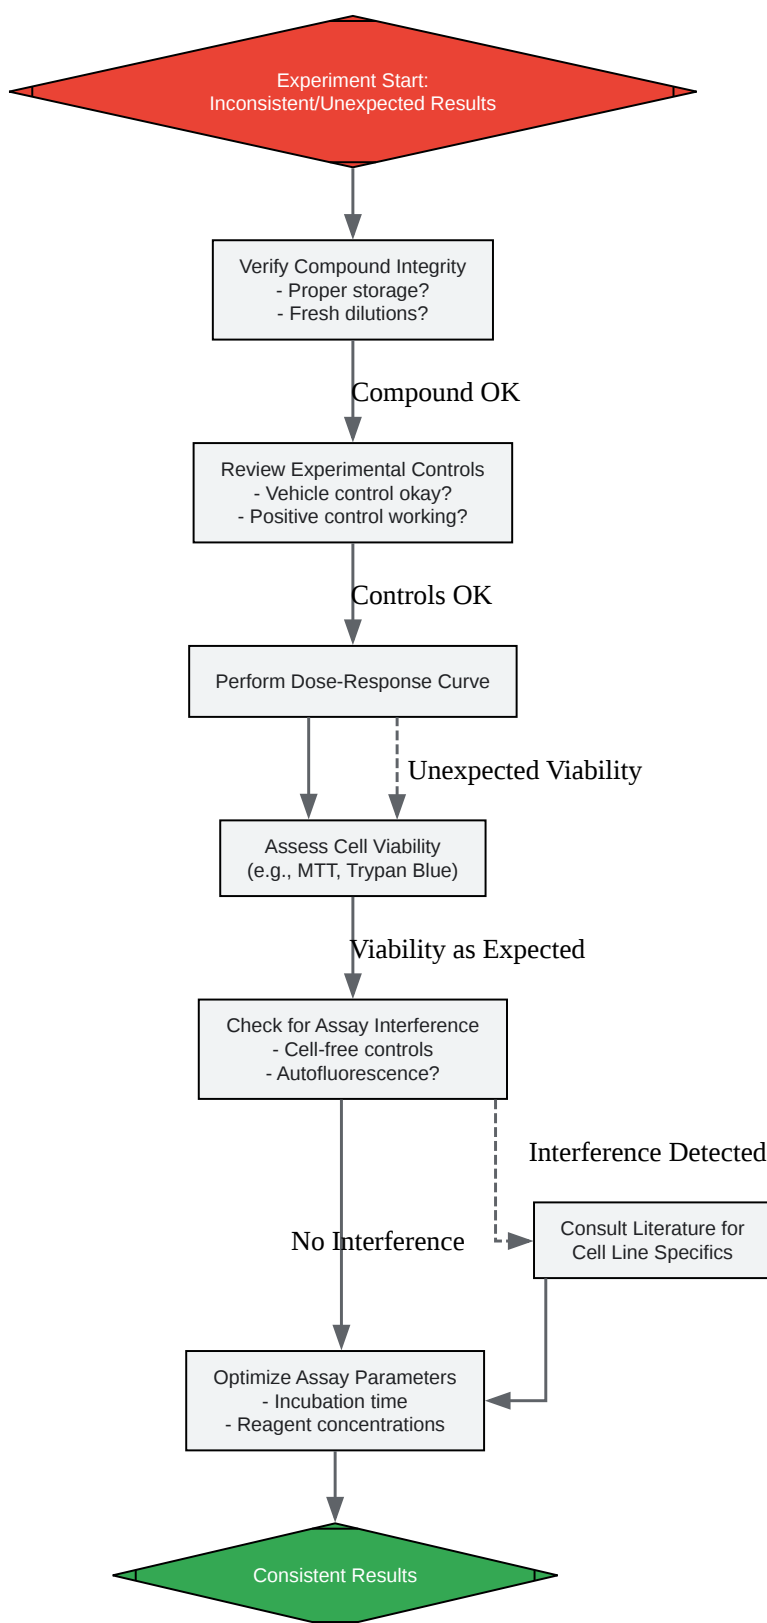 Experiment Start:
Inconsistent/Unexpected Results
Verify Compound Integrity
- Proper storage?
- Fresh dilutions?
Compound OK
Review Experimental Controls
- Vehicle control okay?
- Positive control working?
Controls OK
Perform Dose-Response Curve
Unexpected Viability
Assess Cell Viability
(e.g., MTT, Trypan Blue)
Viability as Expected
Check for Assay Interference
- Cell-free controls
- Autofluorescence?
Interference Detected
Consult Literature for
Cell Line Specifics
No Interference
Optimize Assay Parameters
- Incubation time
- Reagent concentrations
Consistent Results